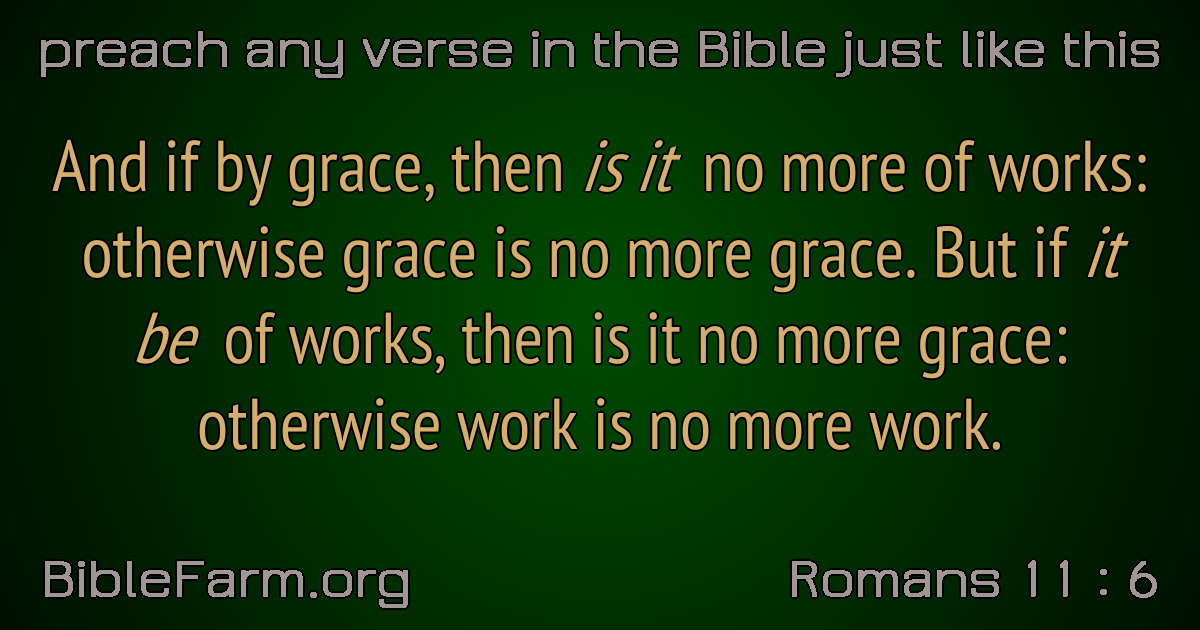 preach any verse in the Bible just like this
And if by grace, then is it no more of works:
otherwise grace is no more grace. But if it
be of works, then is it no more grace:
otherwise work is no more work.
BibleFarm.org
Romans 11 : 6